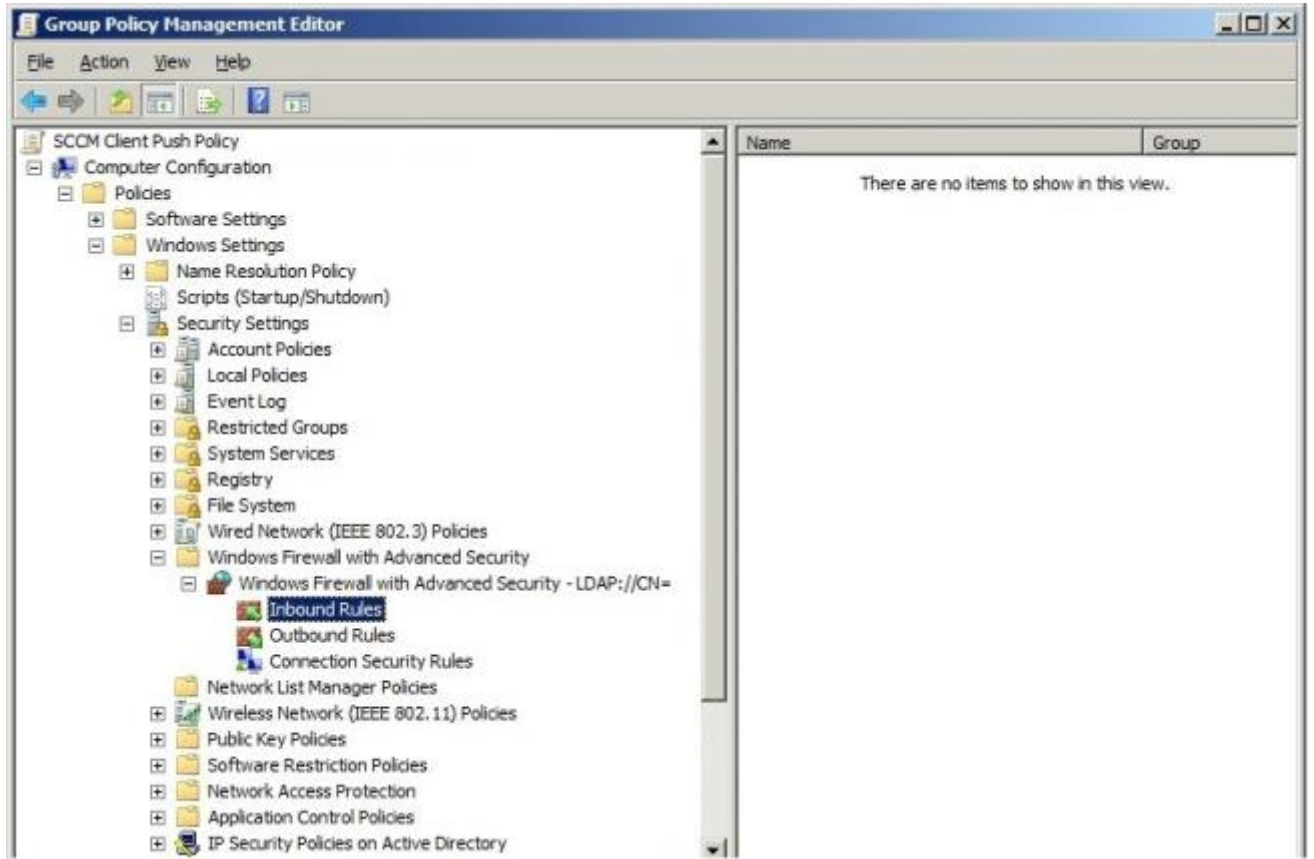 Group Policy Management Editor
File Action View Help
SCCM Client Push Policy
Computer Configuration
Policies
Software Settings
Windows Settings
Name Resolution Policy
Scripts (Startup/Shutdown)
Security Settings
Account Policies
Local Policies
Event Log
Restricted Groups
System Services
Registry
File System
Wired Network (IEEE 802.3) Policies
Windows Firewall with Advanced Security
Windows Firewall with Advanced Security - LDAP://CN=
Inbound Rules
Outbound Rules
Connection Security Rules
Network List Manager Policies
Wireless Network (IEEE 802.11) Policies
Public Key Policies
Software Restriction Policies
Network Access Protection
Application Control Policies
IP Security Policies on Active Directory
Name Group
There are no items to show in this view.